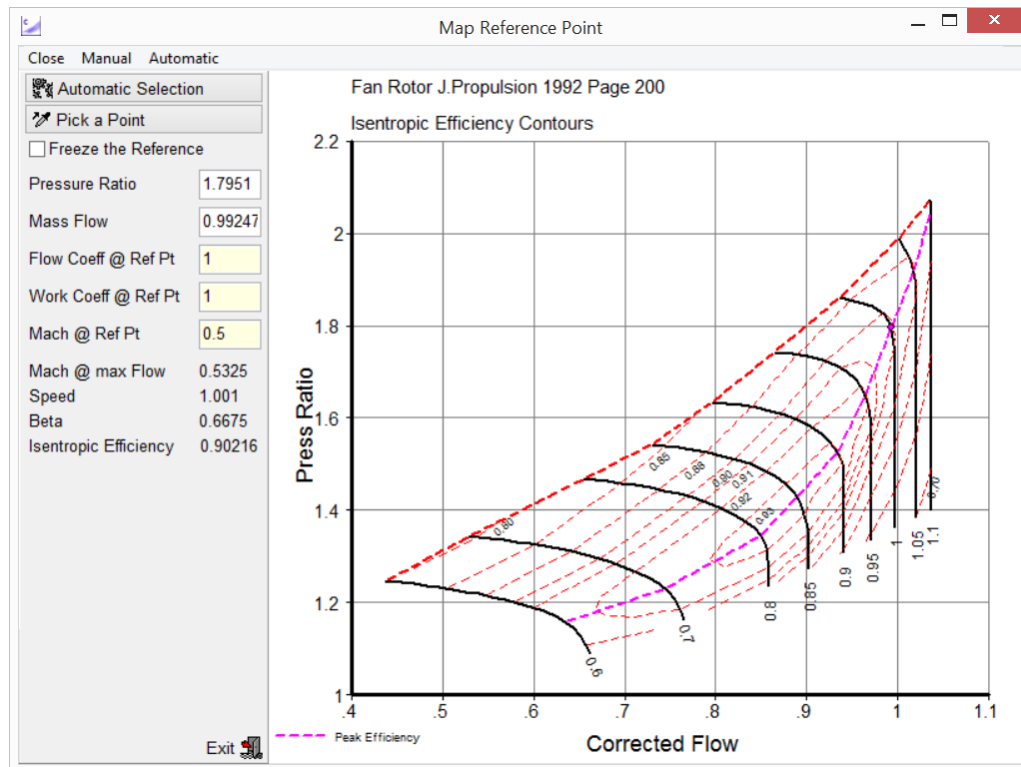 Map Reference Point
Close Manual Automatic
Automatic Selection
Pick a Point
Freeze the Reference
Pressure Ratio 1.7951
Mass Flow 0.99247
Flow Coeff @ Ref Pt 1
Work Coeff @ Ref Pt 1
Mach @ Ref Pt 0.5
Mach @ max Flow 0.5325
Speed 1.001
Beta 0.6675
Isentropic Efficiency 0.90216
Exit
Fan Rotor J.Propulsion 1992 Page 200
Isentropic Efficiency Contours
2.2
2
1.8
1.6
1.4
1.2
1
Press Ratio
0.80
0.85
0.88
0.90
0.91
0.92
0.93
0.70
0.6
0.7
0.8
0.85
0.9
0.95
1
1.05
1.1
.4 .5 .6 .7 .8 .9 1 1.1
Peak Efficiency
Corrected Flow